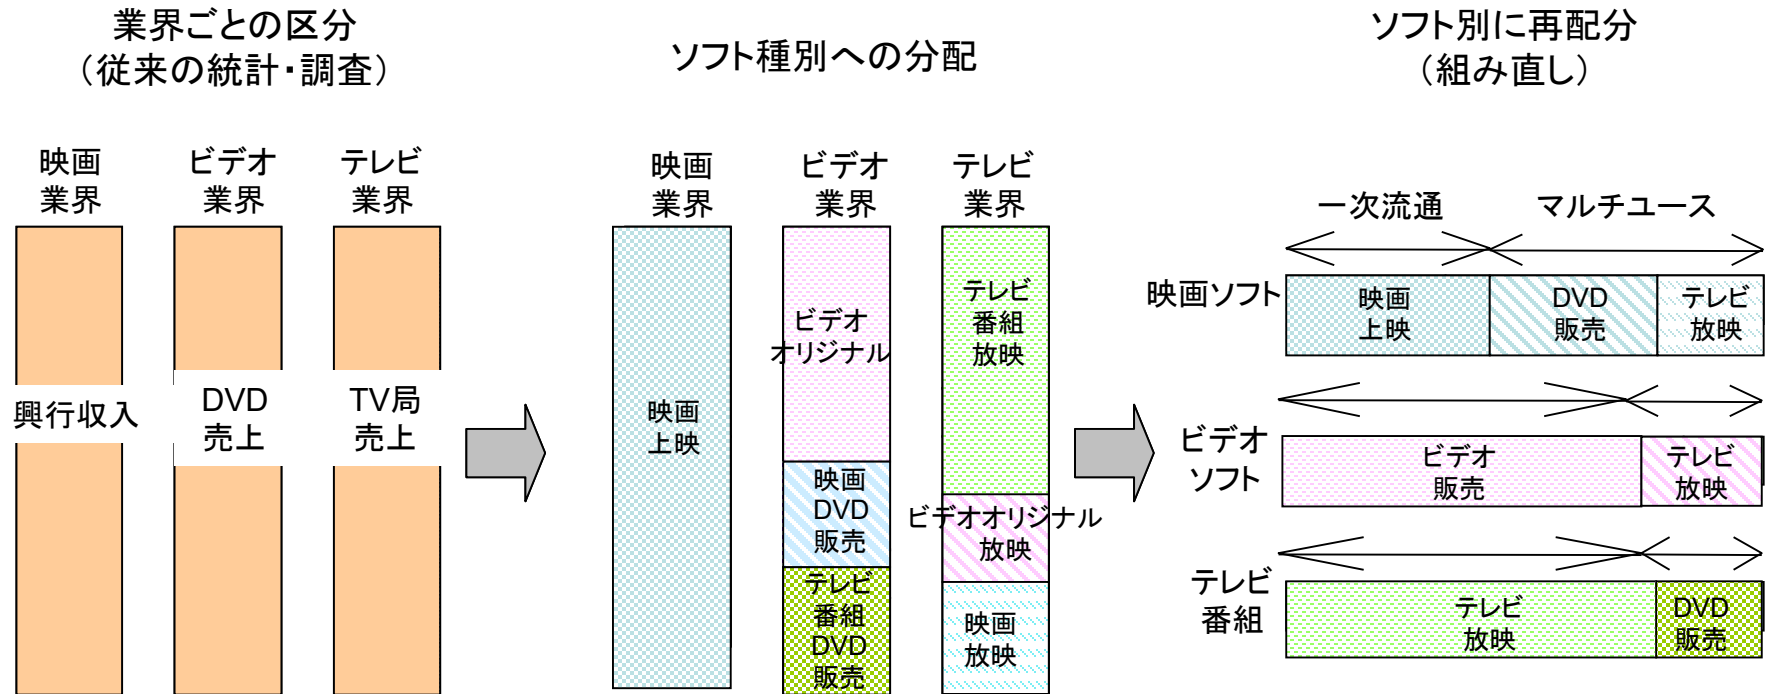 業界ごとの区分
(従来の統計・調査)
映画
業界
ビデオ
業界
テレビ
業界
興行収入
DVD
売上
TV局
売上
ソフト種別への分配
映画
業界
ビデオ
業界
テレビ
業界
映画
上映
ビデオ
オリジナル
映画
DVD
販売
テレビ
番組
DVD
販売
テレビ
番組
放映
ビデオオリジナル
放映
映画
放映
ソフト別に再配分
(組み直し)
一次流通
マルチユース
映画ソフト
映画
上映
DVD
販売
テレビ
放映
ビデオ
ソフト
ビデオ
販売
テレビ
放映
テレビ
番組
テレビ
放映
DVD
販売